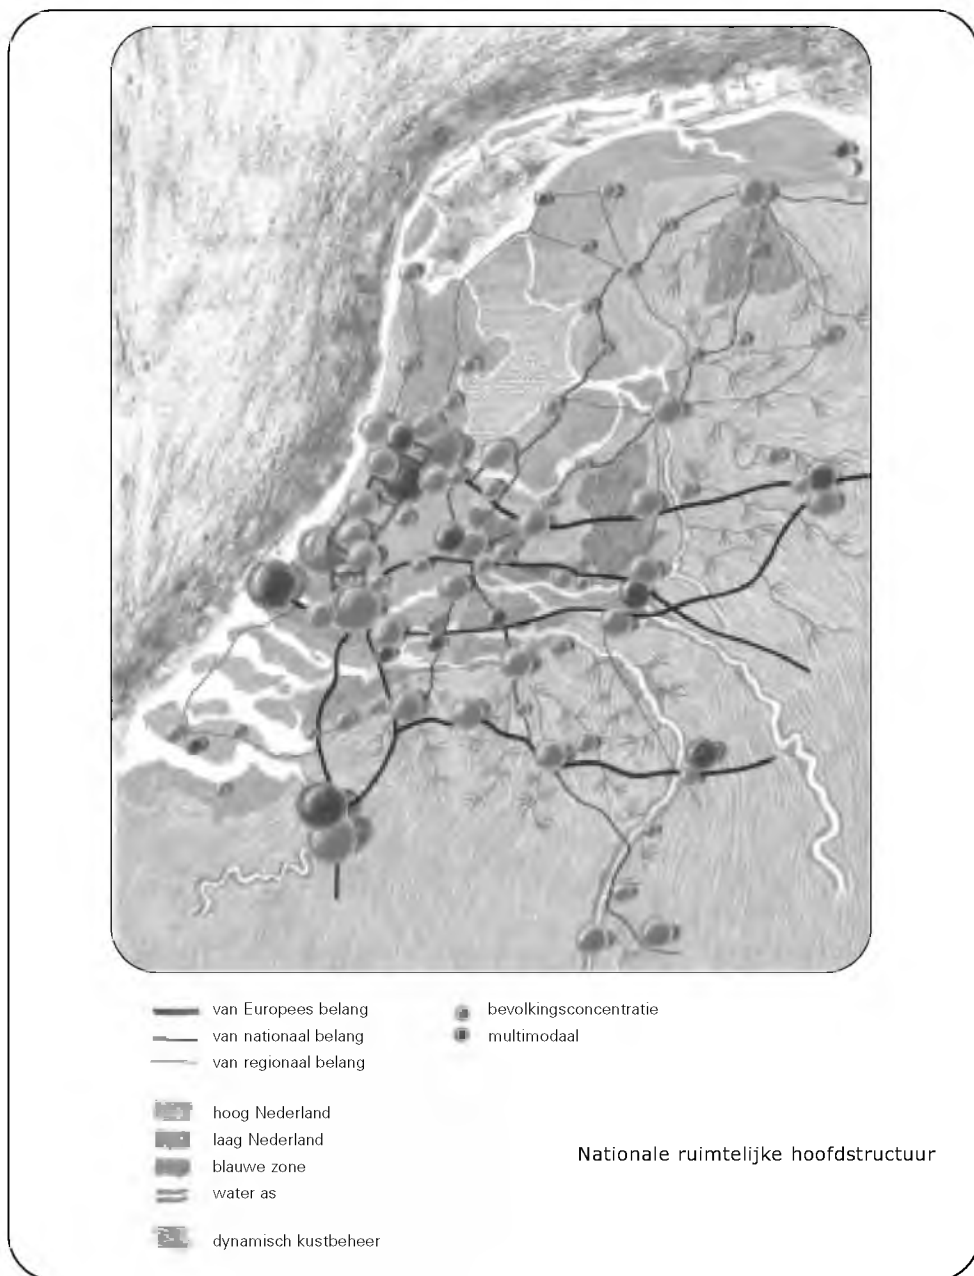 van Europees belang
van nationaal belang
van regionaal belang
bevolkingsconcentratie
multimodaal
hoog Nederland
laag Nederland
blauwe zone
water as
dynamisch kustbeheer
Nationale ruimtelijke hoofdstructuur